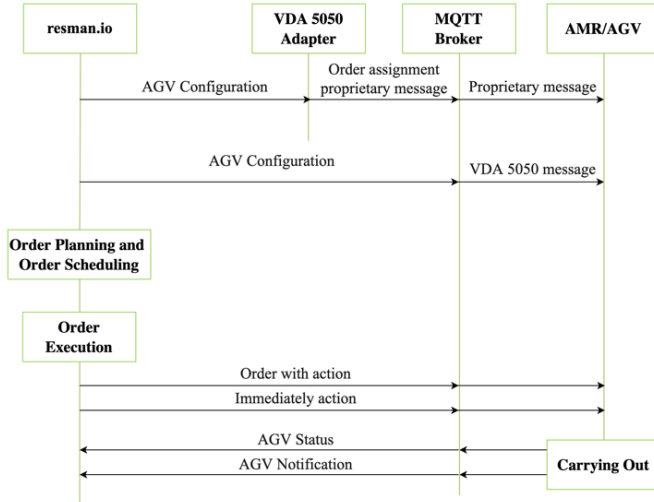 resman.io
VDA 5050
Adapter
MQTT
Broker
AMR/AGV
AGV Configuration
Order assignment
proprietary message
Proprietary message
AGV Configuration
VDA 5050 message
Order Planning and
Order Scheduling
Order
Execution
Order with action
Immediately action
AGV Status
AGV Notification
Carrying Out